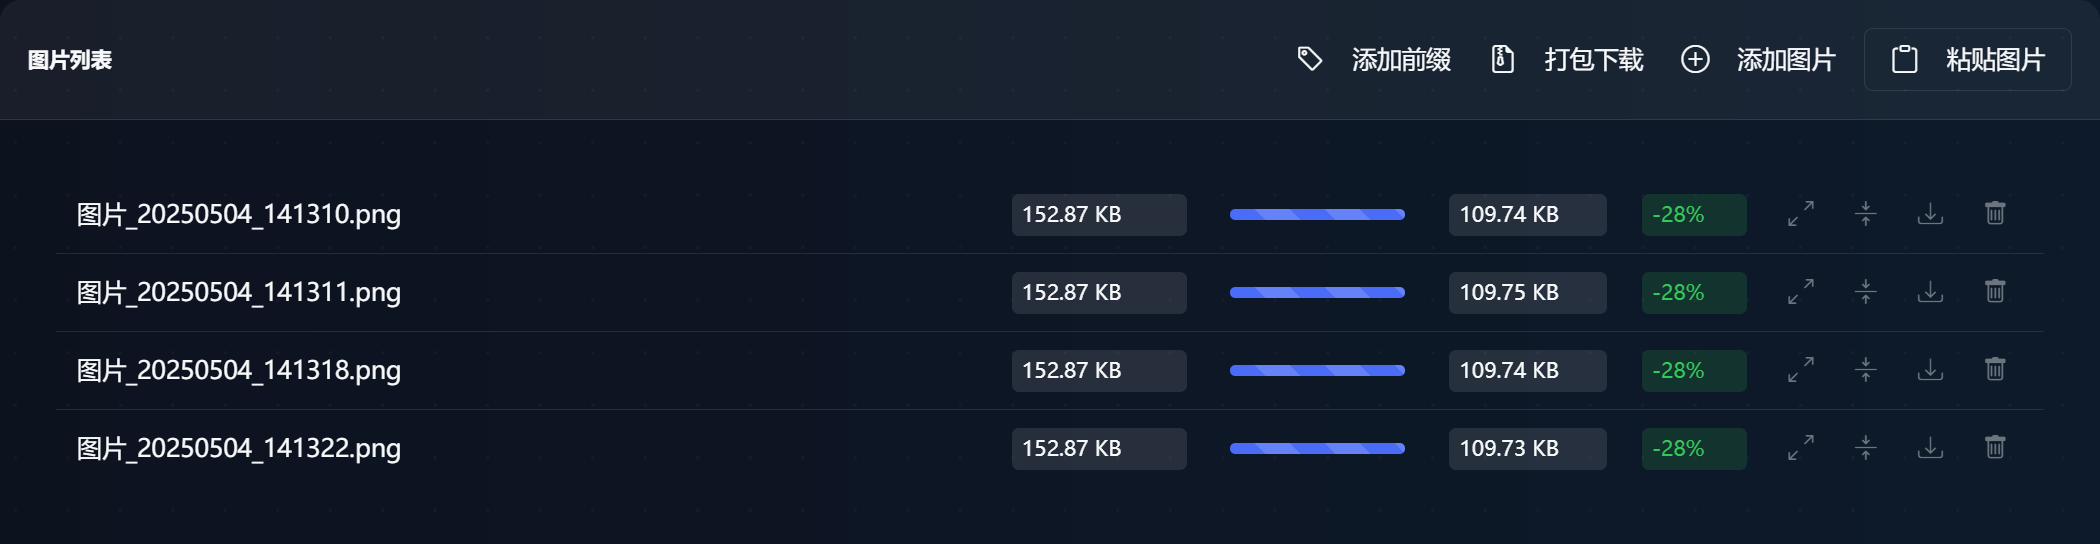 图片列表 添加前缀 打包下载 添加图片 粘贴图片
图片_20250504_141310.png 152.87 KB 109.74 KB -28%
图片_20250504_141311.png 152.87 KB 109.75 KB -28%
图片_20250504_141318.png 152.87 KB 109.74 KB -28%
图片_20250504_141322.png 152.87 KB 109.73 KB -28%